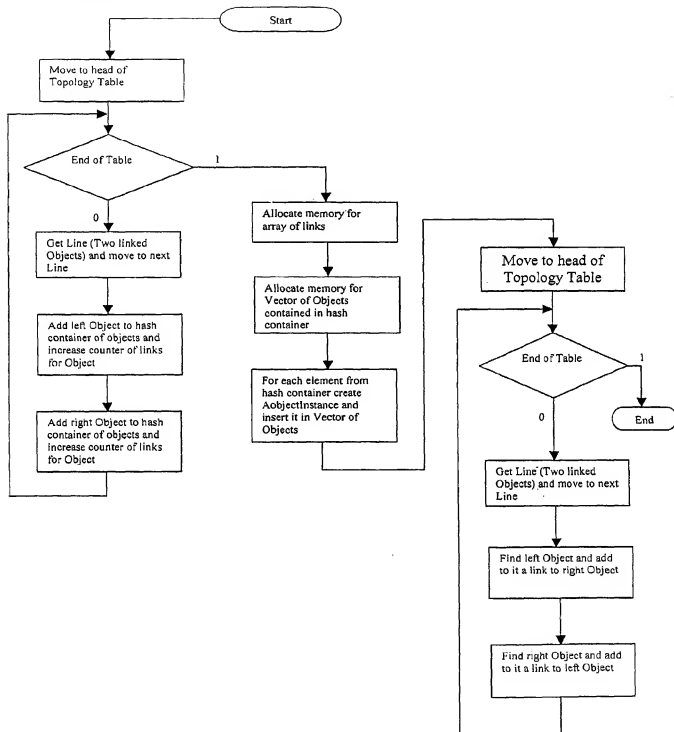 Start
Move to head of
Topology Table
End of Table
1
0
Get Line (Two linked
Objects) and move to next
Line
Add left Object to hash
container of objects and
increase counter of links
for Object
Add right Object to hash
container of objects and
increase counter of links
for Object
Allocate memory for
array of links
Allocate memory for
Vector of Objects
contained in hash
container
For each element from
hash container create
AobjectInstance and
insert it in Vector of
Objects
Move to head of
Topology Table
End of Table
1
0
End
Get Line (Two linked
Objects) and move to next
Line
Find left Object and add
to it a link to right Object
Find right Object and add
to it a link to left Object